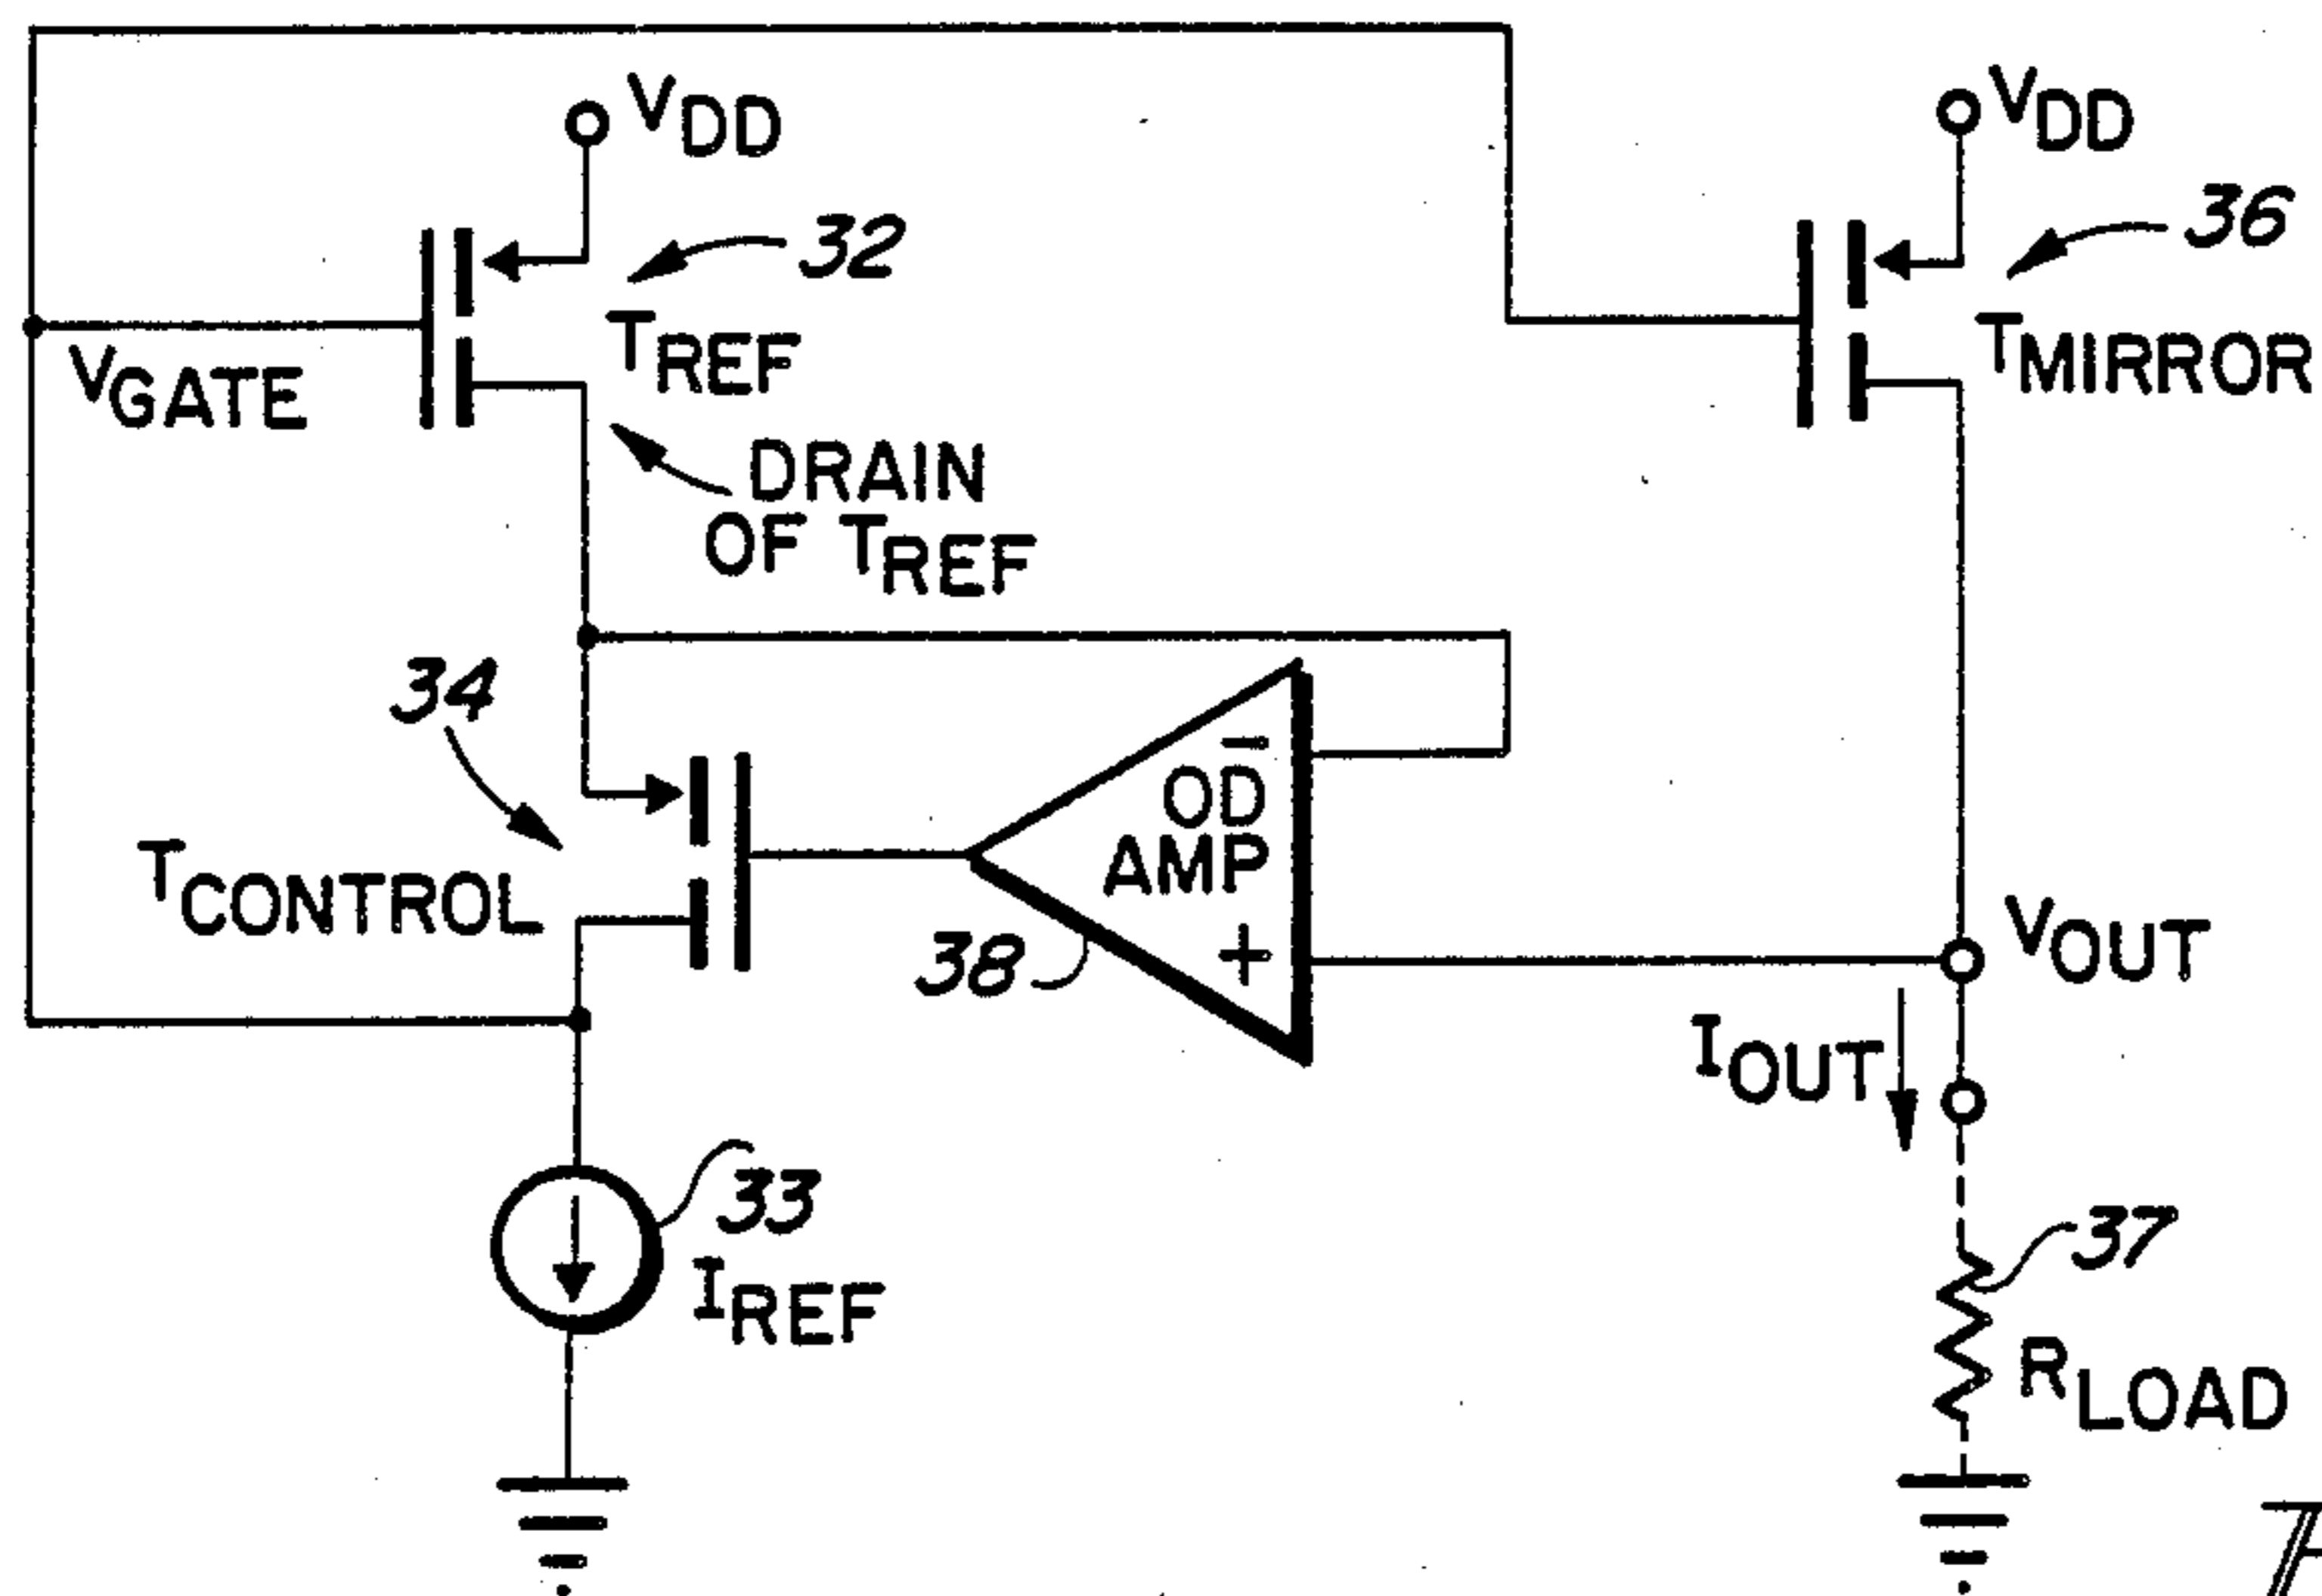 VDD
VDD
32
36
TREF
TMIRROR
VGATE
DRAIN
OF TREF
34
−
OD
AMP
+
TCONTROL
38
VOUT
IOUT
33
IREF
37
RLOAD